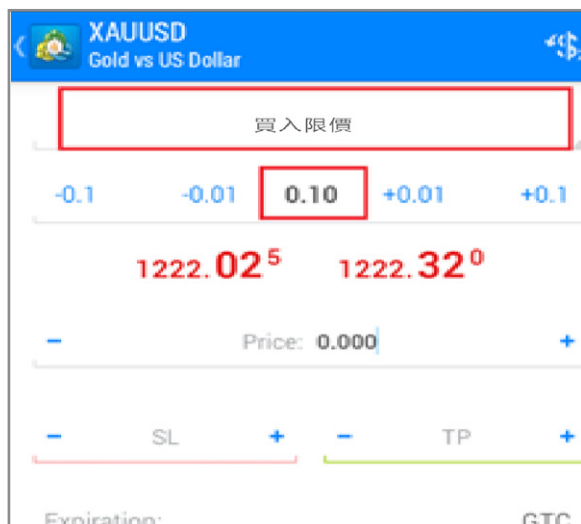 XAUUSD
Gold vs US Dollar
買入限價
-0.1 -0.01 0.10 +0.01 +0.1
1222.02⁵ 1222.32⁰
- Price: 0.000 +
- SL + - TP +
Expiration: GTC